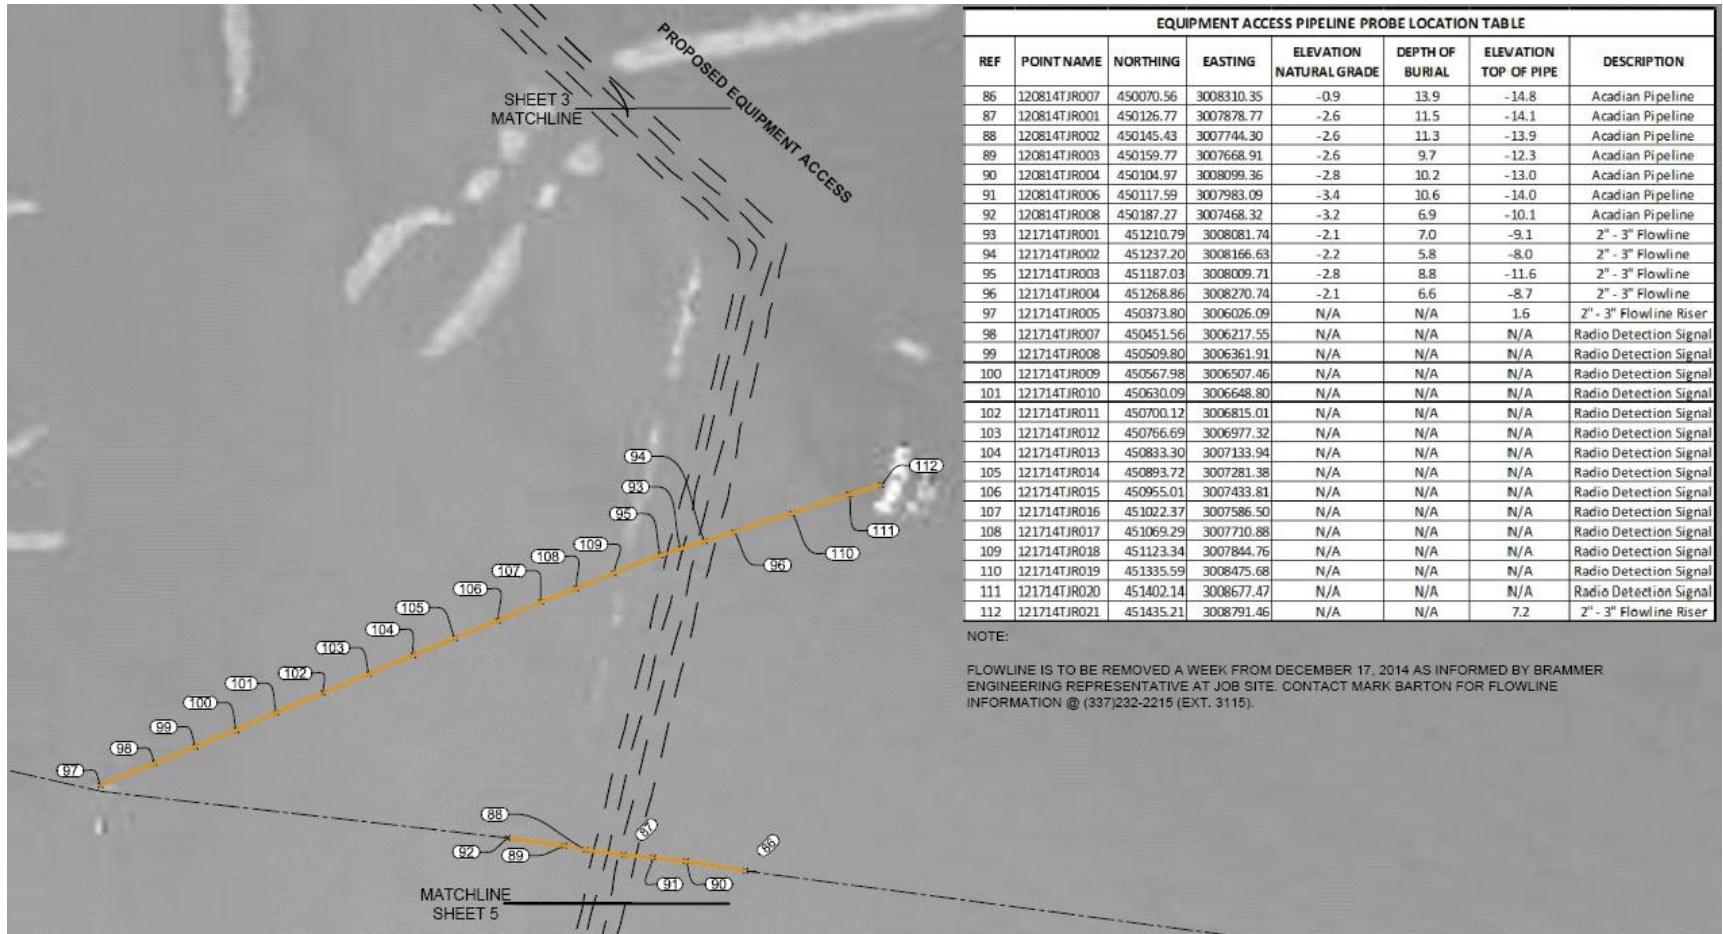 PROPOSED EQUIPMENT ACCESS
SHEET 3
MATCHLINE
94
93
95
112
111
110
96
109
108
107
106
105
104
103
102
101
100
99
98
97
88
87
86
92
89
91
90
MATCHLINE
SHEET 5
EQUIPMENT ACCESS PIPELINE PROBE LOCATION TABLE
REF POINT NAME NORTHING EASTING ELEVATION NATURAL GRADE DEPTH OF BURIAL ELEVATION TOP OF PIPE DESCRIPTION
86 120814TJR007 450070.56 3008310.35 -0.9 13.9 -14.8 Acadian Pipeline
87 120814TJR001 450126.77 3007878.77 -2.6 11.5 -14.1 Acadian Pipeline
88 120814TJR002 450145.43 3007744.30 -2.6 11.3 -13.9 Acadian Pipeline
89 120814TJR003 450159.77 3007668.91 -2.6 9.7 -12.3 Acadian Pipeline
90 120814TJR004 450104.97 3008099.36 -2.8 10.2 -13.0 Acadian Pipeline
91 120814TJR006 450117.59 3007983.09 -3.4 10.6 -14.0 Acadian Pipeline
92 120814TJR008 450187.27 3007468.32 -3.2 6.9 -10.1 Acadian Pipeline
93 121714TJR001 451210.79 3008081.74 -2.1 7.0 -9.1 2" - 3" Flowline
94 121714TJR002 451237.20 3008166.63 -2.2 5.8 -8.0 2" - 3" Flowline
95 121714TJR003 451187.03 3008009.71 -2.8 8.8 -11.6 2" - 3" Flowline
96 121714TJR004 451268.86 3008270.74 -2.1 6.6 -8.7 2" - 3" Flowline
97 121714TJR005 450373.80 3006026.09 N/A N/A 1.6 2" - 3" Flowline Riser
98 121714TJR007 450451.56 3006217.55 N/A N/A N/A Radio Detection Signal
99 121714TJR008 450509.80 3006361.91 N/A N/A N/A Radio Detection Signal
100 121714TJR009 450567.98 3006507.46 N/A N/A N/A Radio Detection Signal
101 121714TJR010 450630.09 3006648.80 N/A N/A N/A Radio Detection Signal
102 121714TJR011 450700.12 3006815.01 N/A N/A N/A Radio Detection Signal
103 121714TJR012 450766.69 3006977.32 N/A N/A N/A Radio Detection Signal
104 121714TJR013 450833.30 3007133.94 N/A N/A N/A Radio Detection Signal
105 121714TJR014 450893.72 3007281.38 N/A N/A N/A Radio Detection Signal
106 121714TJR015 450955.01 3007433.81 N/A N/A N/A Radio Detection Signal
107 121714TJR016 451022.37 3007586.50 N/A N/A N/A Radio Detection Signal
108 121714TJR017 451069.29 3007710.88 N/A N/A N/A Radio Detection Signal
109 121714TJR018 451123.34 3007844.76 N/A N/A N/A Radio Detection Signal
110 121714TJR019 451335.59 3008475.68 N/A N/A N/A Radio Detection Signal
111 121714TJR020 451402.14 3008677.47 N/A N/A N/A Radio Detection Signal
112 121714TJR021 451435.21 3008791.46 N/A N/A 7.2 2" - 3" Flowline Riser
NOTE:
FLOWLINE IS TO BE REMOVED A WEEK FROM DECEMBER 17, 2014 AS INFORMED BY BRAMMER
ENGINEERING REPRESENTATIVE AT JOB SITE. CONTACT MARK BARTON FOR FLOWLINE
INFORMATION @ (337)232-2215 (EXT. 3115).